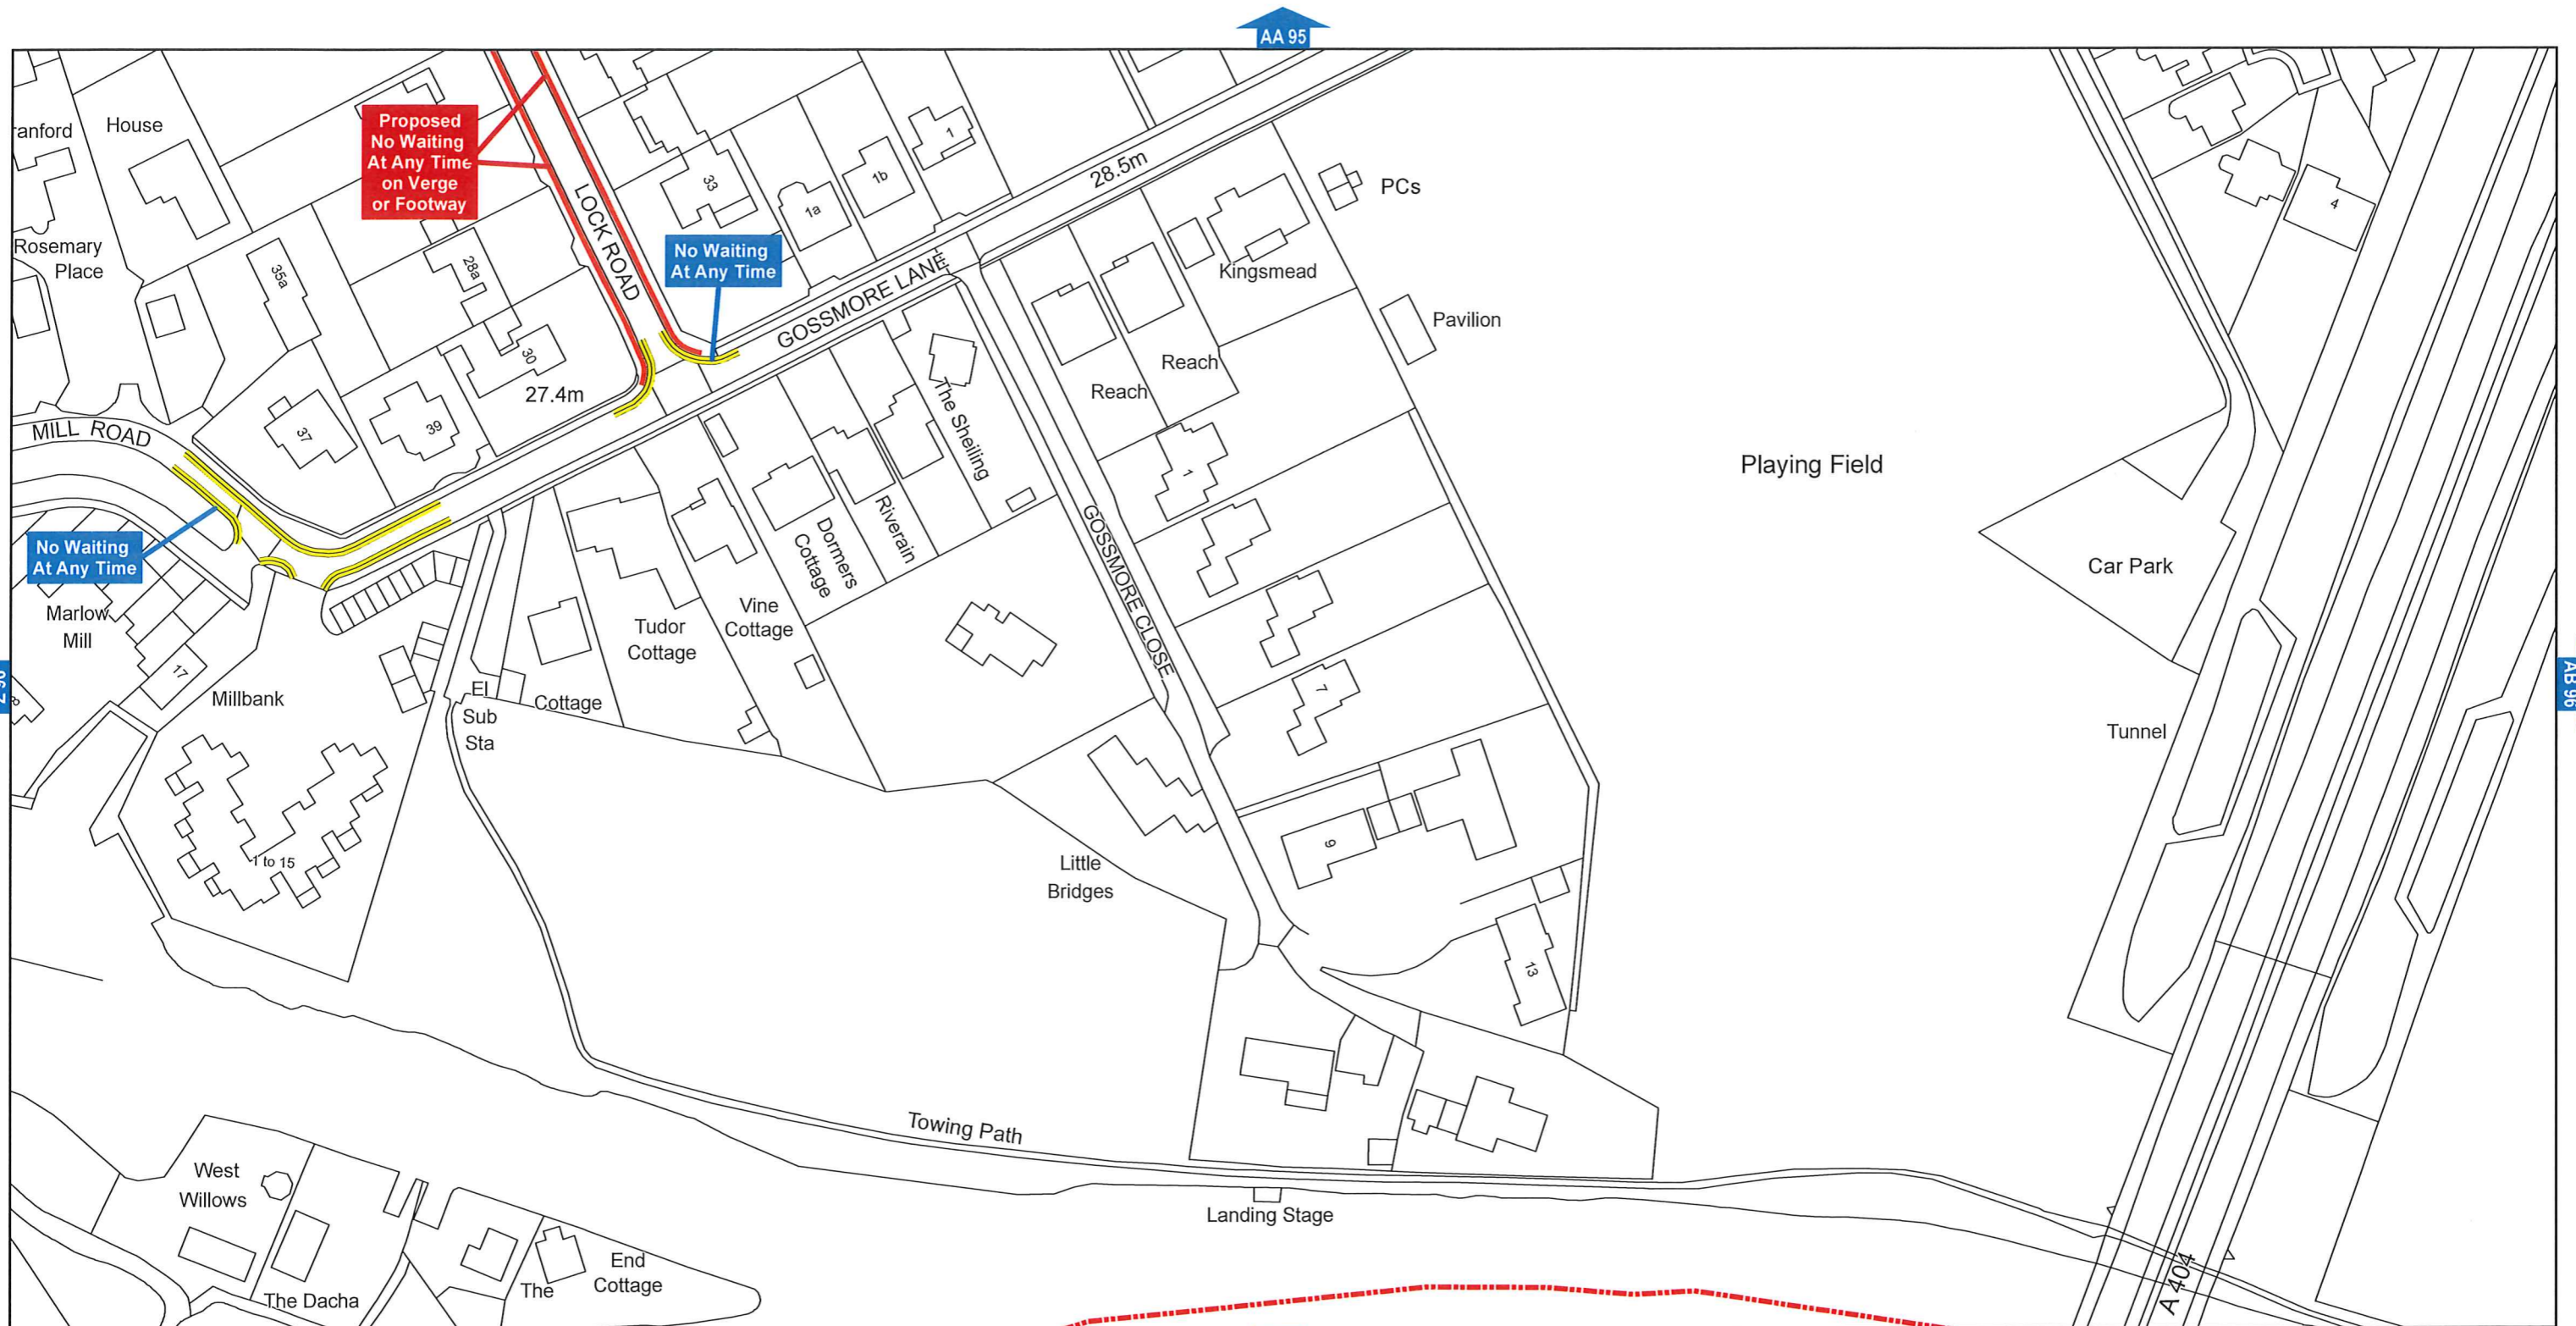 AA 95
ranford
House
Rosemary
Place
Proposed
No Waiting
At Any Time
on Verge
or Footway
LOCK ROAD
33
1a
1b
1
28.5m
PCs
4
No Waiting
At Any Time
GOSSMORE LANE
Kingsmead
Pavilion
35a
28a
30
27.4m
Reach
Reach
The Sheiling
MILL ROAD
37
39
1
Playing Field
Dormers
Cottage
Riverain
GOSSMORE CLOSE
No Waiting
At Any Time
Marlow
Mill
Vine
Cottage
Tudor
Cottage
Car Park
17
8
Millbank
El
Sub
Sta
Cottage
7
Tunnel
AB 96
1 to 15
Little
Bridges
9
13
Towing Path
West
Willows
Landing Stage
The Dacha
The
End
Cottage
A 404